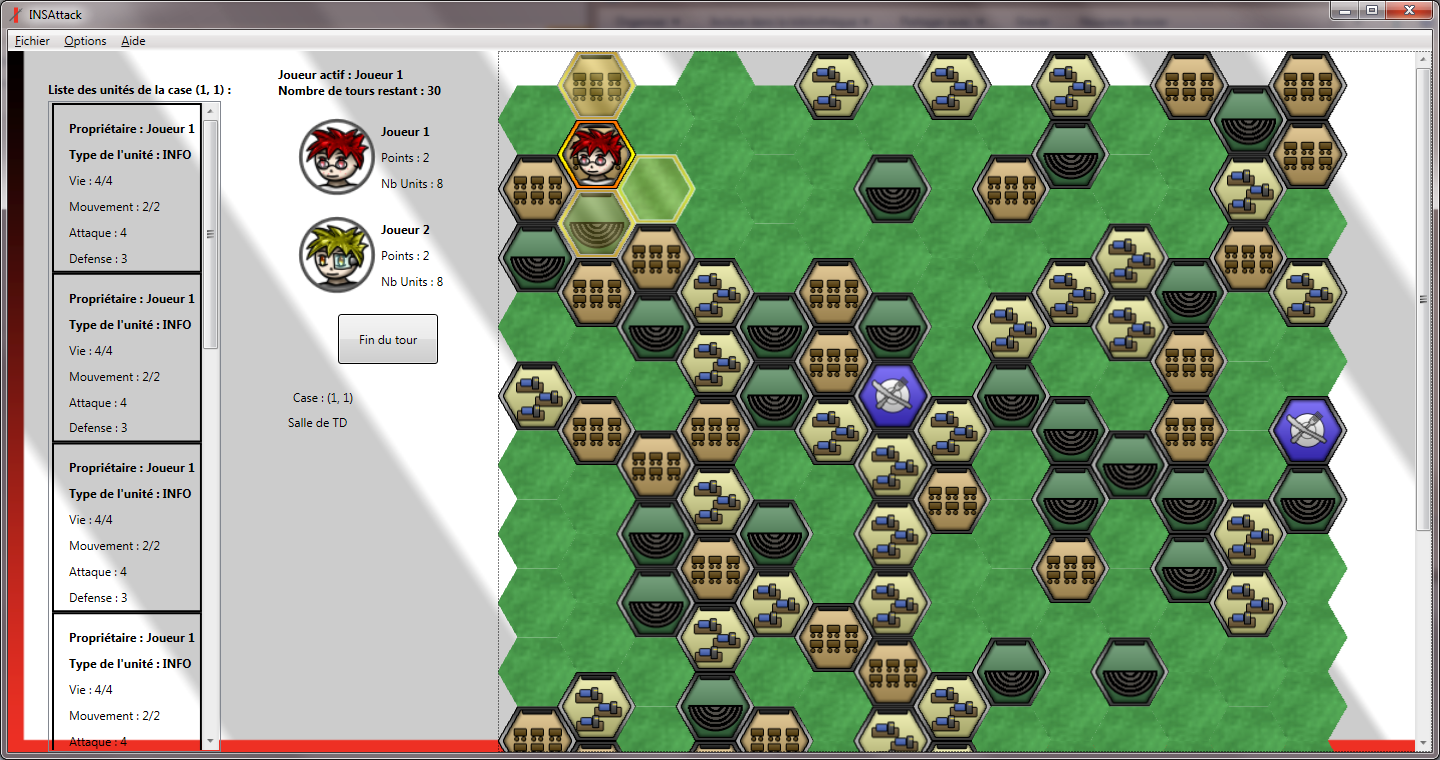 INSAttack
Fichier Options Aide
Liste des unités de la case (1, 1) :
Propriétaire : Joueur 1
Type de l'unité : INFO
Vie : 4/4
Mouvement : 2/2
Attaque : 4
Defense : 3
Propriétaire : Joueur 1
Type de l'unité : INFO
Vie : 4/4
Mouvement : 2/2
Attaque : 4
Defense : 3
Propriétaire : Joueur 1
Type de l'unité : INFO
Vie : 4/4
Mouvement : 2/2
Attaque : 4
Defense : 3
Propriétaire : Joueur 1
Type de l'unité : INFO
Vie : 4/4
Mouvement : 2/2
Attaque : 4
Joueur actif : Joueur 1
Nombre de tours restant : 30
Joueur 1
Points : 2
Nb Units : 8
Joueur 2
Points : 2
Nb Units : 8
Fin du tour
Case : (1, 1)
Salle de TD